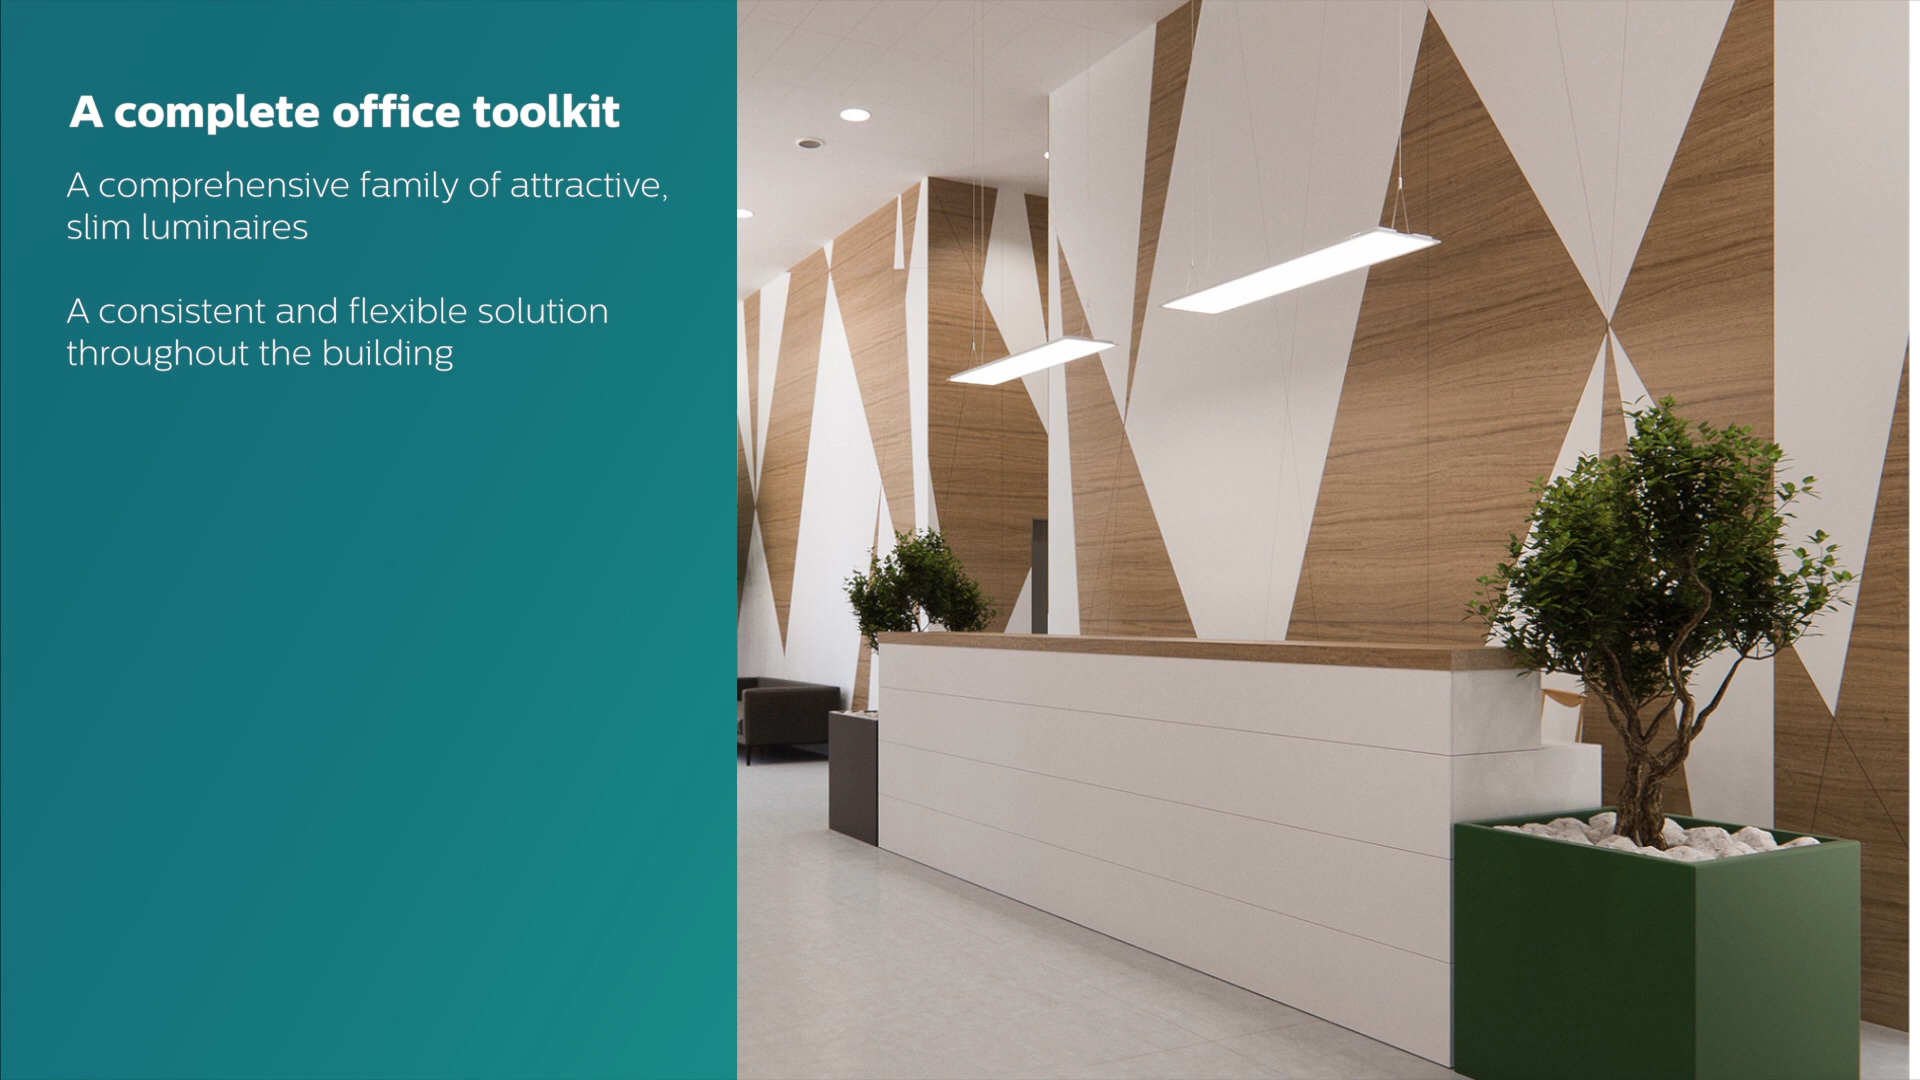 A complete office toolkit
A comprehensive family of attractive,
slim luminaires
A consistent and flexible solution
throughout the building